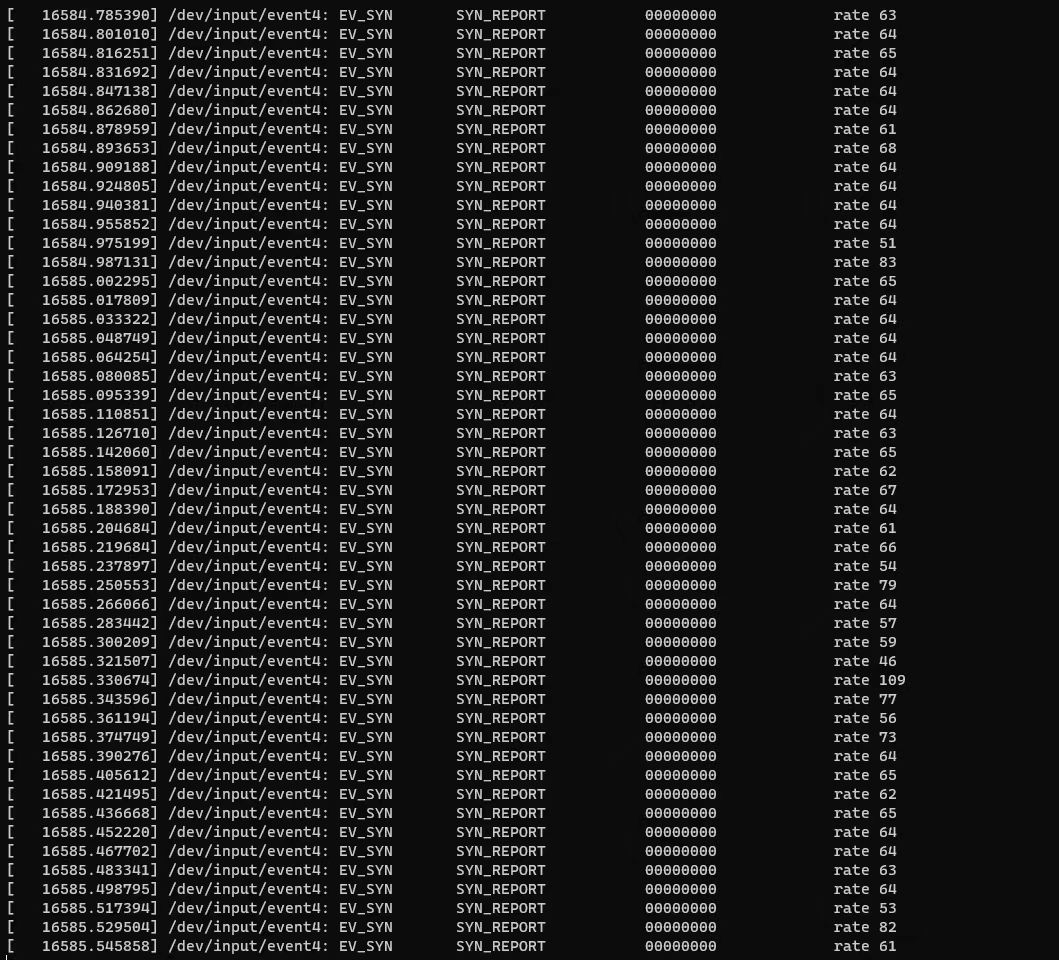 [   16584.785390] /dev/input/event4: EV_SYN       SYN_REPORT           00000000             rate 63
[   16584.801010] /dev/input/event4: EV_SYN       SYN_REPORT           00000000             rate 64
[   16584.816251] /dev/input/event4: EV_SYN       SYN_REPORT           00000000             rate 65
[   16584.831692] /dev/input/event4: EV_SYN       SYN_REPORT           00000000             rate 64
[   16584.847138] /dev/input/event4: EV_SYN       SYN_REPORT           00000000             rate 64
[   16584.862680] /dev/input/event4: EV_SYN       SYN_REPORT           00000000             rate 64
[   16584.878959] /dev/input/event4: EV_SYN       SYN_REPORT           00000000             rate 61
[   16584.893653] /dev/input/event4: EV_SYN       SYN_REPORT           00000000             rate 68
[   16584.909188] /dev/input/event4: EV_SYN       SYN_REPORT           00000000             rate 64
[   16584.924805] /dev/input/event4: EV_SYN       SYN_REPORT           00000000             rate 64
[   16584.940381] /dev/input/event4: EV_SYN       SYN_REPORT           00000000             rate 64
[   16584.955852] /dev/input/event4: EV_SYN       SYN_REPORT           00000000             rate 64
[   16584.975199] /dev/input/event4: EV_SYN       SYN_REPORT           00000000             rate 51
[   16584.987131] /dev/input/event4: EV_SYN       SYN_REPORT           00000000             rate 83
[   16585.002295] /dev/input/event4: EV_SYN       SYN_REPORT           00000000             rate 65
[   16585.017809] /dev/input/event4: EV_SYN       SYN_REPORT           00000000             rate 64
[   16585.033322] /dev/input/event4: EV_SYN       SYN_REPORT           00000000             rate 64
[   16585.048749] /dev/input/event4: EV_SYN       SYN_REPORT           00000000             rate 64
[   16585.064254] /dev/input/event4: EV_SYN       SYN_REPORT           00000000             rate 64
[   16585.080085] /dev/input/event4: EV_SYN       SYN_REPORT           00000000             rate 63
[   16585.095339] /dev/input/event4: EV_SYN       SYN_REPORT           00000000             rate 65
[   16585.110851] /dev/input/event4: EV_SYN       SYN_REPORT           00000000             rate 64
[   16585.126710] /dev/input/event4: EV_SYN       SYN_REPORT           00000000             rate 63
[   16585.142060] /dev/input/event4: EV_SYN       SYN_REPORT           00000000             rate 65
[   16585.158091] /dev/input/event4: EV_SYN       SYN_REPORT           00000000             rate 62
[   16585.172953] /dev/input/event4: EV_SYN       SYN_REPORT           00000000             rate 67
[   16585.188390] /dev/input/event4: EV_SYN       SYN_REPORT           00000000             rate 64
[   16585.204684] /dev/input/event4: EV_SYN       SYN_REPORT           00000000             rate 61
[   16585.219684] /dev/input/event4: EV_SYN       SYN_REPORT           00000000             rate 66
[   16585.237897] /dev/input/event4: EV_SYN       SYN_REPORT           00000000             rate 54
[   16585.250553] /dev/input/event4: EV_SYN       SYN_REPORT           00000000             rate 79
[   16585.266066] /dev/input/event4: EV_SYN       SYN_REPORT           00000000             rate 64
[   16585.283442] /dev/input/event4: EV_SYN       SYN_REPORT           00000000             rate 57
[   16585.300209] /dev/input/event4: EV_SYN       SYN_REPORT           00000000             rate 59
[   16585.321507] /dev/input/event4: EV_SYN       SYN_REPORT           00000000             rate 46
[   16585.330674] /dev/input/event4: EV_SYN       SYN_REPORT           00000000             rate 109
[   16585.343596] /dev/input/event4: EV_SYN       SYN_REPORT           00000000             rate 77
[   16585.361194] /dev/input/event4: EV_SYN       SYN_REPORT           00000000             rate 56
[   16585.374749] /dev/input/event4: EV_SYN       SYN_REPORT           00000000             rate 73
[   16585.390276] /dev/input/event4: EV_SYN       SYN_REPORT           00000000             rate 64
[   16585.405612] /dev/input/event4: EV_SYN       SYN_REPORT           00000000             rate 65
[   16585.421495] /dev/input/event4: EV_SYN       SYN_REPORT           00000000             rate 62
[   16585.436668] /dev/input/event4: EV_SYN       SYN_REPORT           00000000             rate 65
[   16585.452220] /dev/input/event4: EV_SYN       SYN_REPORT           00000000             rate 64
[   16585.467702] /dev/input/event4: EV_SYN       SYN_REPORT           00000000             rate 64
[   16585.483341] /dev/input/event4: EV_SYN       SYN_REPORT           00000000             rate 63
[   16585.498795] /dev/input/event4: EV_SYN       SYN_REPORT           00000000             rate 64
[   16585.517394] /dev/input/event4: EV_SYN       SYN_REPORT           00000000             rate 53
[   16585.529504] /dev/input/event4: EV_SYN       SYN_REPORT           00000000             rate 82
[   16585.545858] /dev/input/event4: EV_SYN       SYN_REPORT           00000000             rate 61